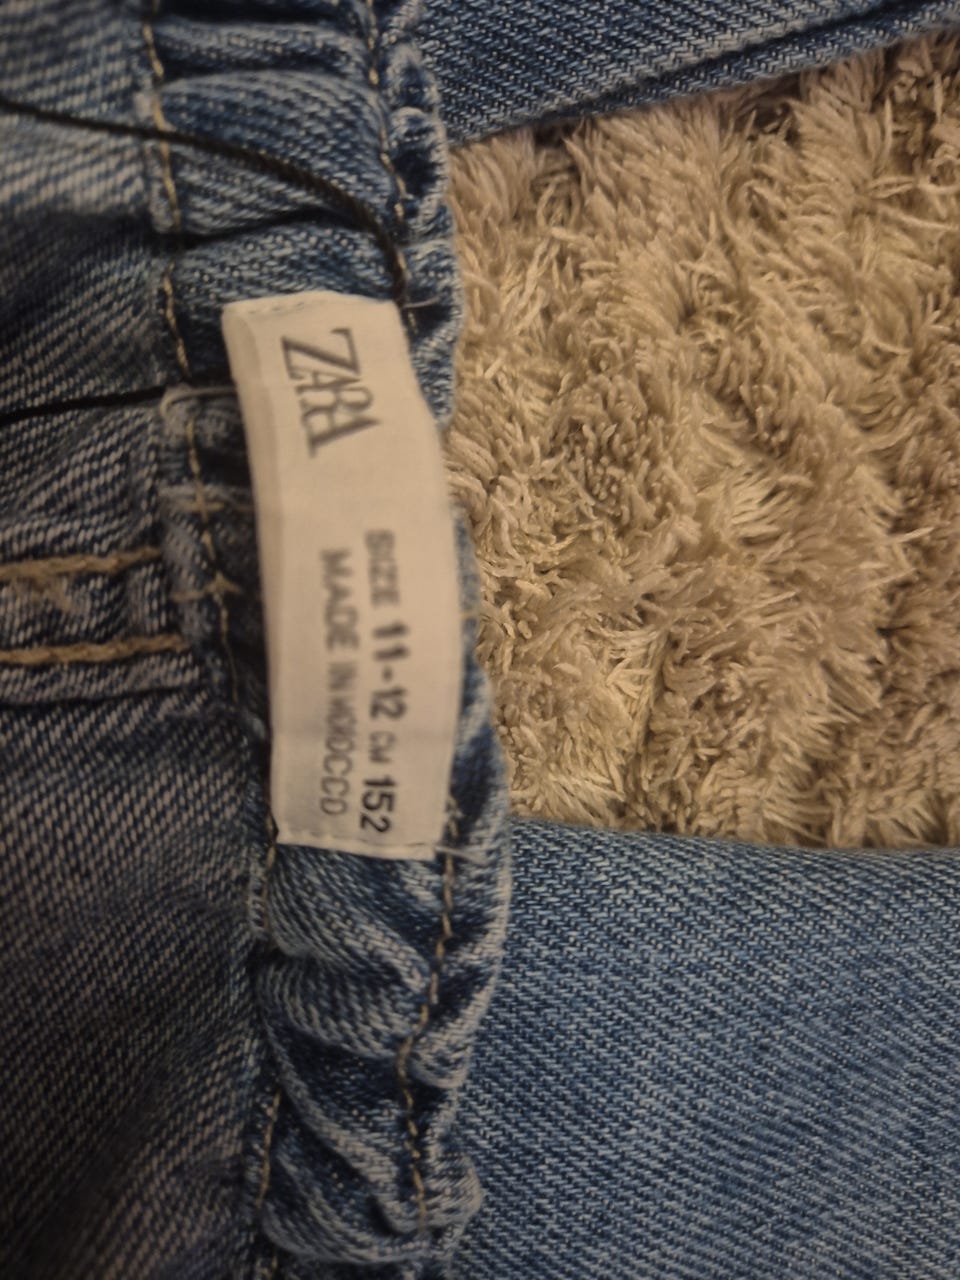 ZARA
SIZE 11-12 CM 152
MADE IN MOROCCO